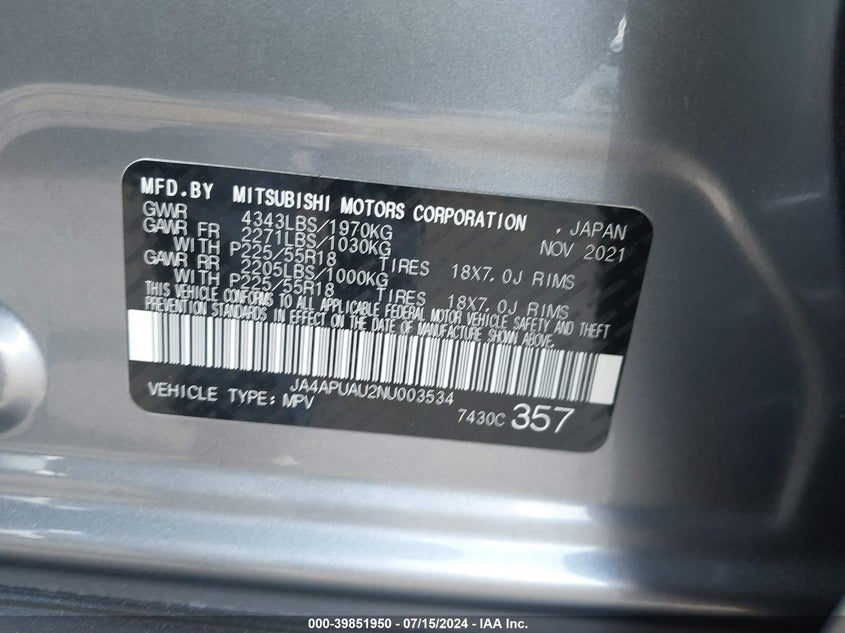 MFD.BY MITSUBISHI MOTORS CORPORATION , JAPAN
GWR 4343LBS/1970KG NOV 2021
GAWR FR 2271LBS/1030KG
WITH P225/55R18 TIRES 18X7.0J RIMS
GAWR RR 2205LBS/1000KG
WITH P225/55R18 TIRES 18X7.0J RIMS
THIS VEHICLE CONFORMS TO ALL APPLICABLE FEDERAL MOTOR VEHICLE SAFETY AND THEFT
PREVENTION STANDARDS IN EFFECT ON THE DATE OF MANUFACTURE SHOWN ABOVE.
JA4APUAU2NU003534
VEHICLE TYPE: MPV 7430C 357
000-39851950 - 07/15/2024 - IAA Inc.